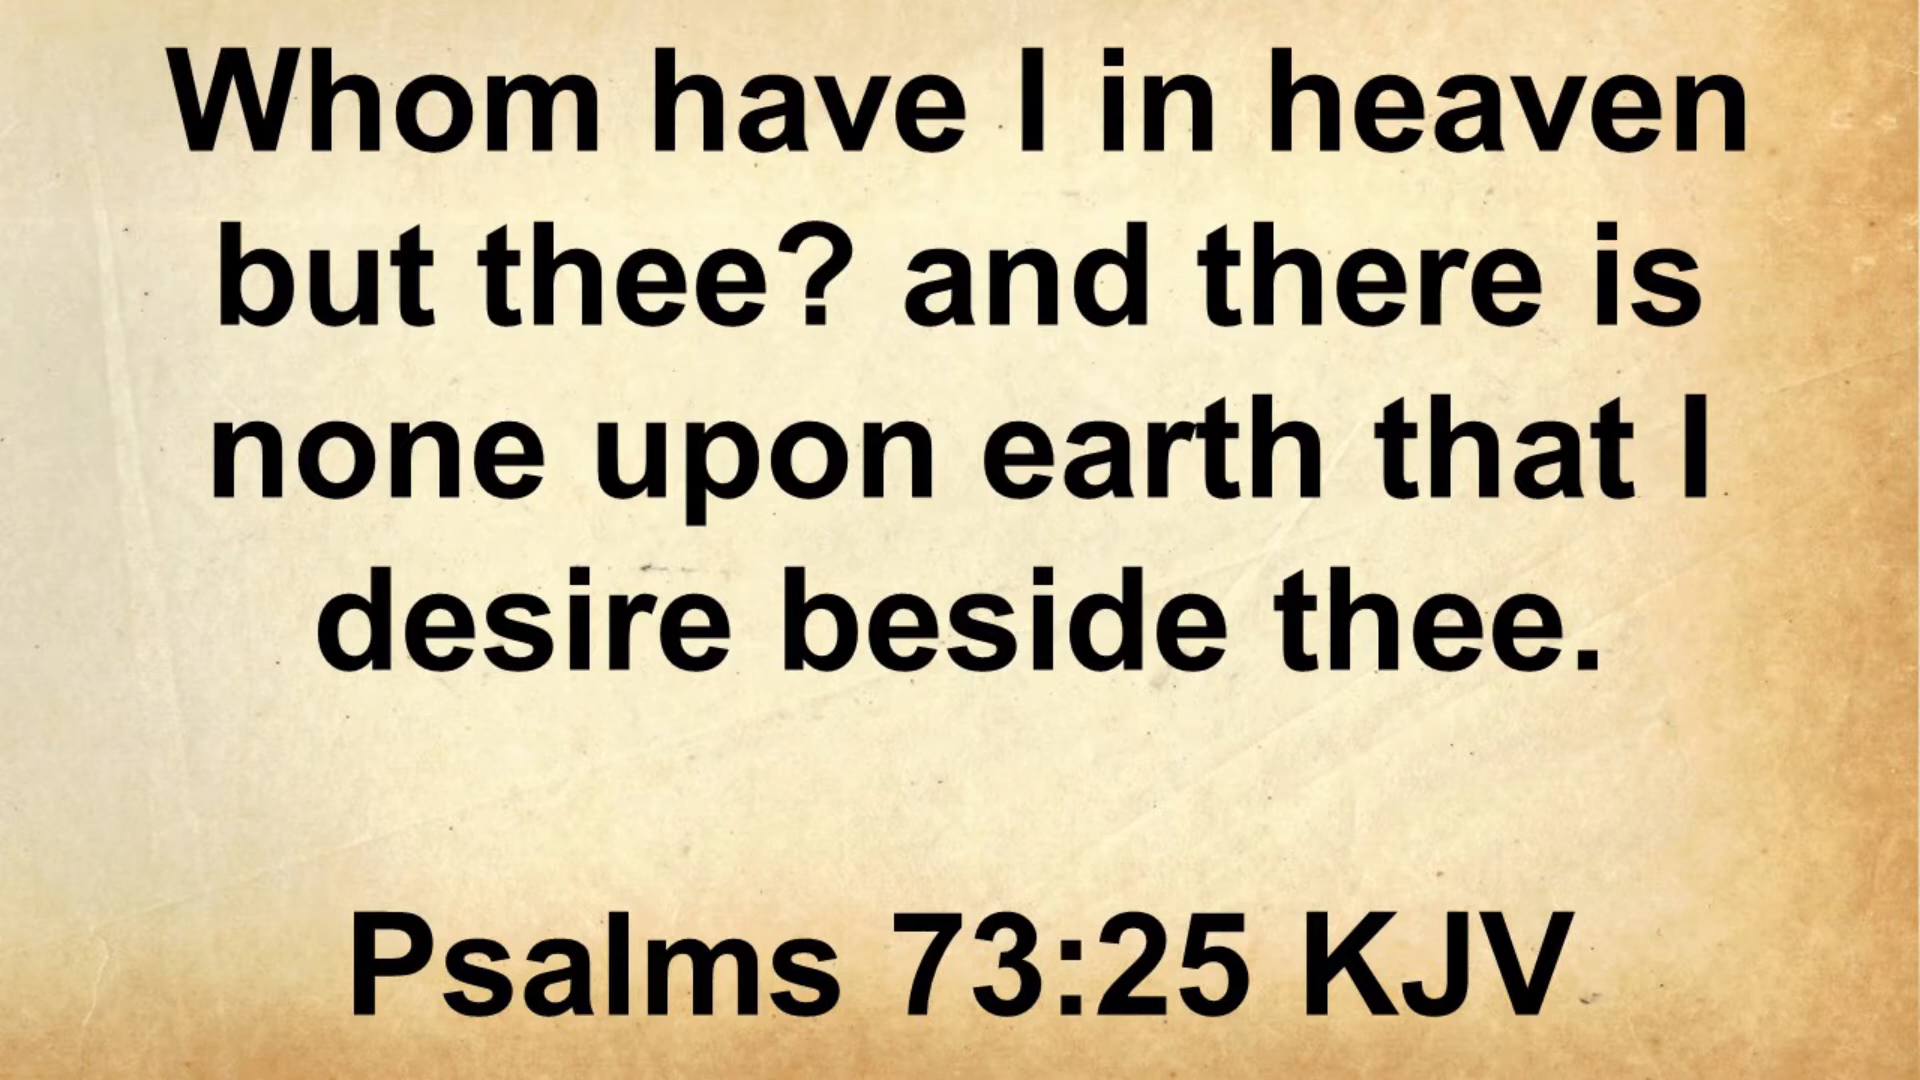 Whom have I in heaven
but thee? and there is
none upon earth that I
desire beside thee.
Psalms 73:25 KJV